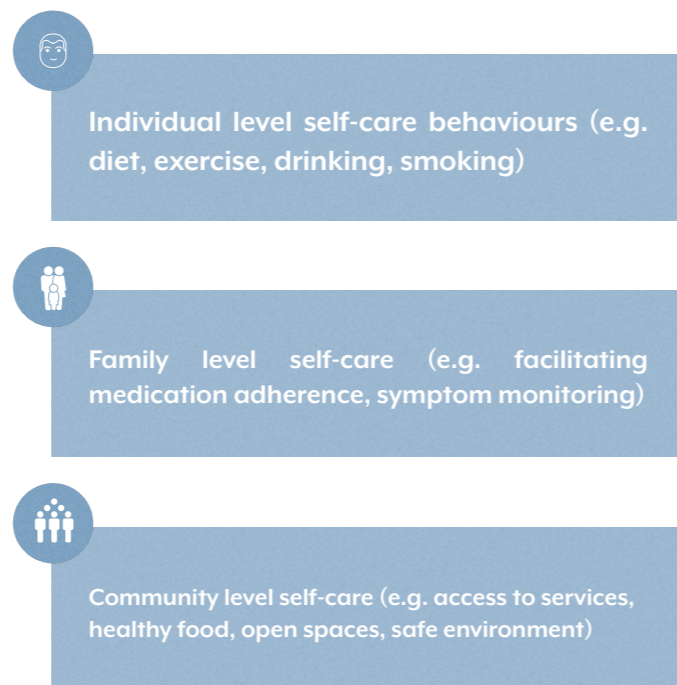 Individual level self-care behaviours (e.g.
diet, exercise, drinking, smoking)
Family level self-care (e.g. facilitating
medication adherence, symptom monitoring)
Community level self-care (e.g. access to services,
healthy food, open spaces, safe environment)